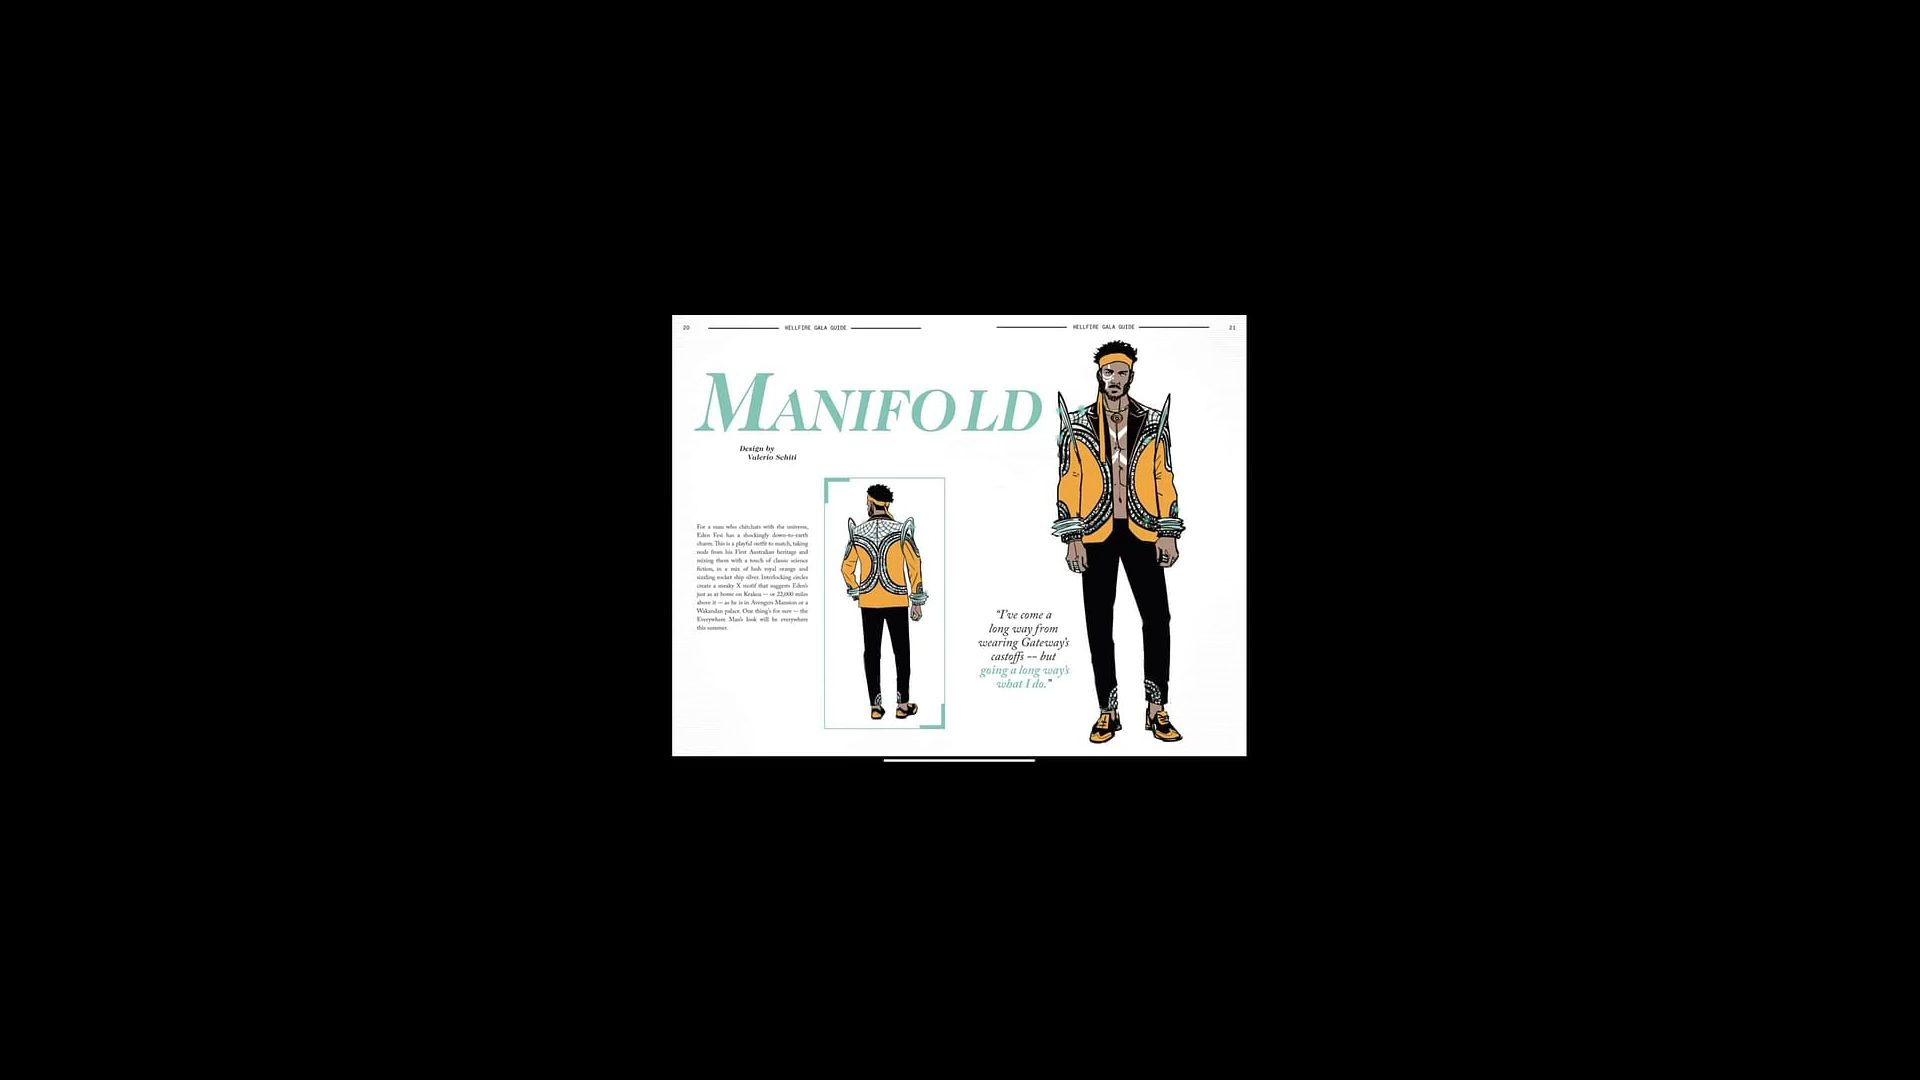 20
HELLFIRE GALA GUIDE
HELLFIRE GALA GUIDE
21
MANIFOLD
Design by
Valerio Schiti
For a man who chitchats with the universe,
Eden Fesi has a shockingly down-to-earth
charm. This is a playful outfit to match, taking
nods from his First Australian heritage and
mixing them with a touch of classic science
fiction, in a mix of lush royal orange and
sizzling rocket ship silver. Interlocking circles
create a sneaky X motif that suggests Eden's
just as at home on Krakoa -- or 22,000 miles
above it -- as he is in Avengers Mansion or a
Wakandan palace. One thing's for sure -- the
Everywhere Man's look will be everywhere
this summer.
"I've come a
long way from
wearing Gateway's
castoffs -- but
going a long way's
what I do."